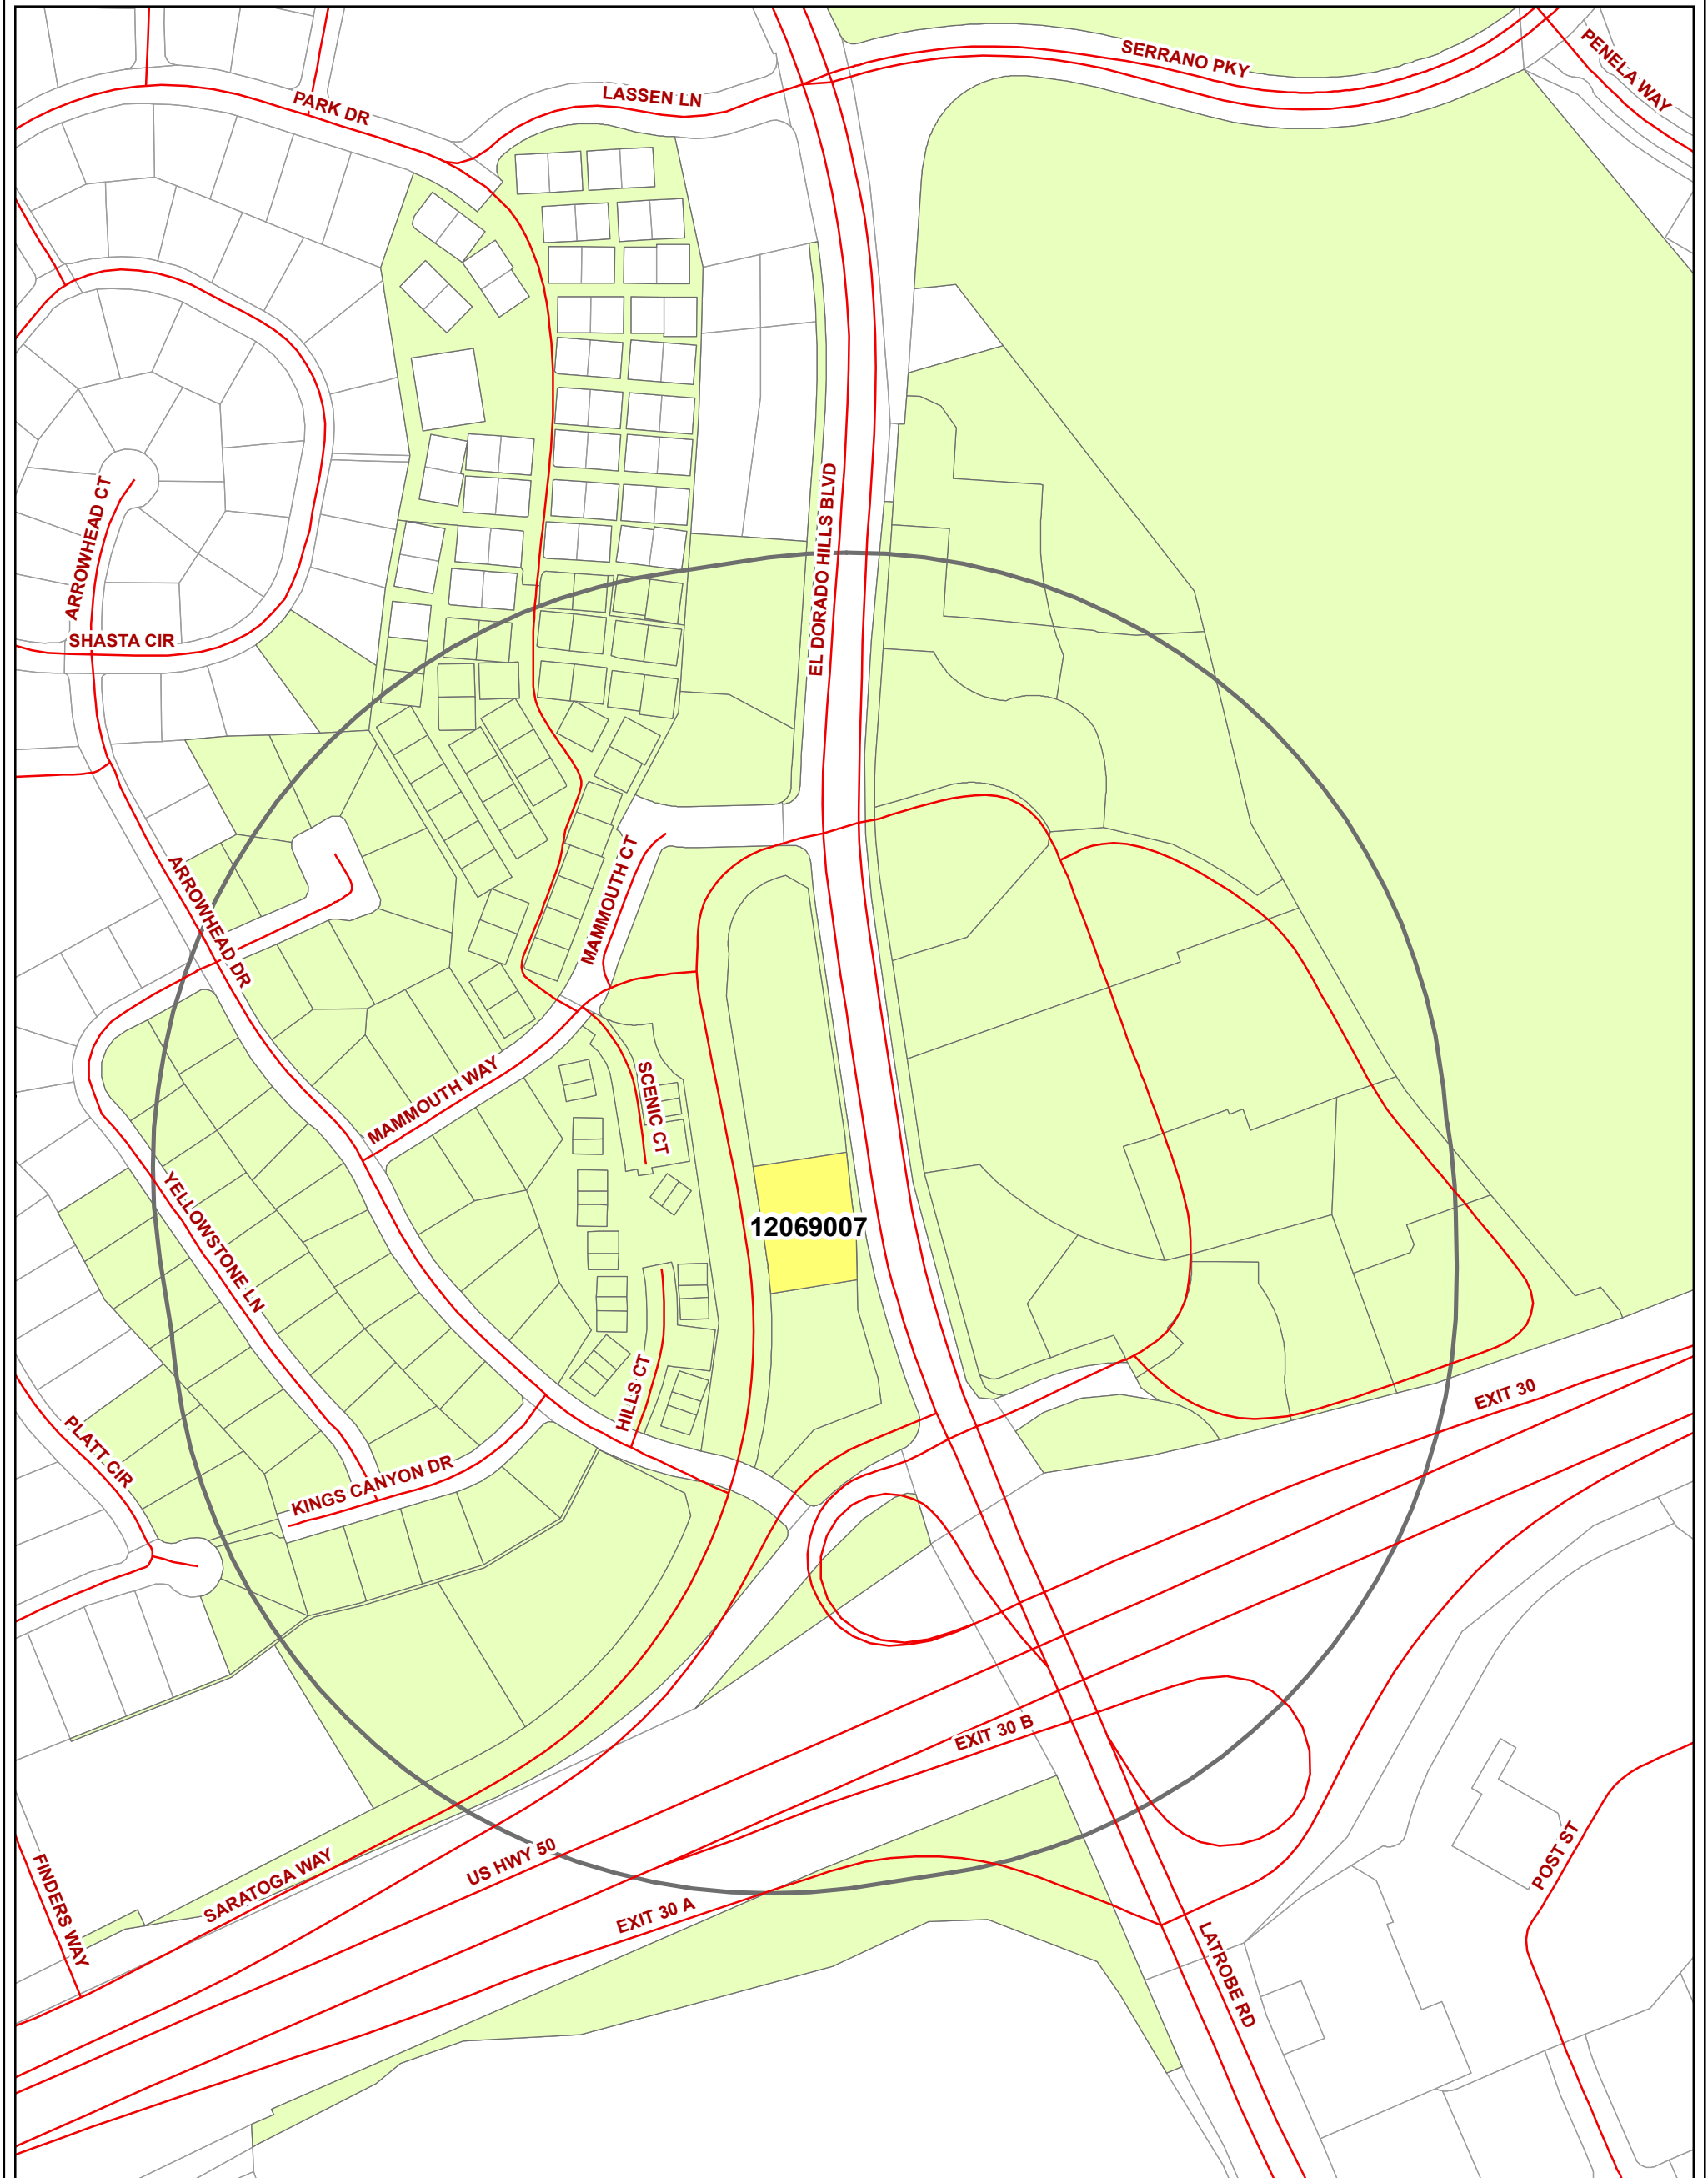 SERRANO PKY
PENELA WAY
LASSEN LN
PARK DR
EL DORADO HILLS BLVD
ARROWHEAD CT
SHASTA CIR
MAMMOUTH CT
ARROWHEAD DR
MAMMOUTH WAY
SCENIC CT
YELLOWSTONE LN
12069007
HILLS CT
EXIT 30
PLATT CIR
KINGS CANYON DR
EXIT 30 B
POST ST
US HWY 50
SARATOGA WAY
FINDERS WAY
EXIT 30 A
LATROBE RD